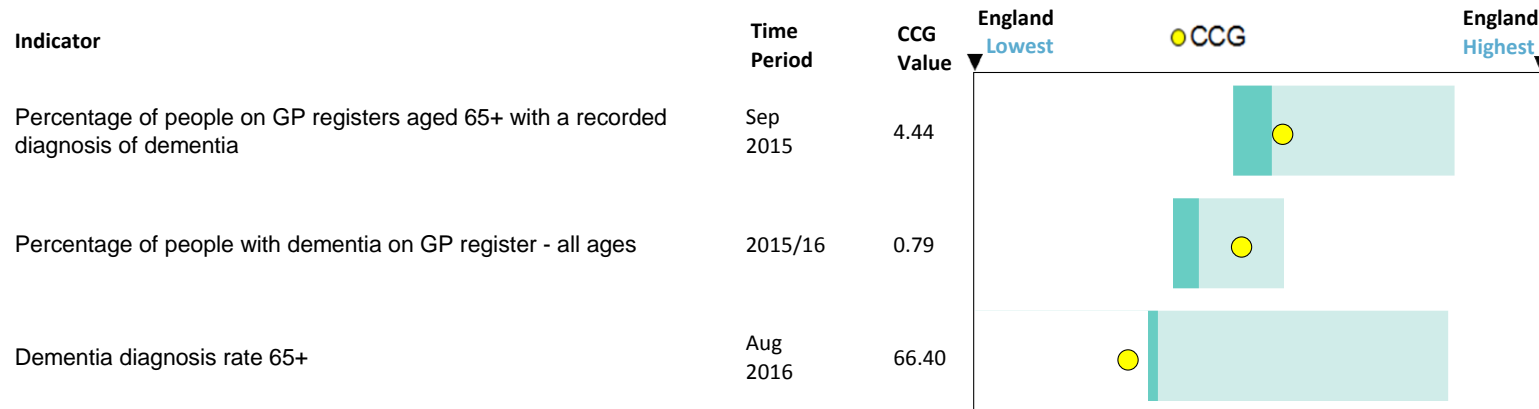 Indicator
Time
Period
CCG
Value
England
Lowest
CCG
England
Highest
Percentage of people on GP registers aged 65+ with a recorded
diagnosis of dementia
Sep
2015
4.44
Percentage of people with dementia on GP register - all ages
2015/16
0.79
Dementia diagnosis rate 65+
Aug
2016
66.40